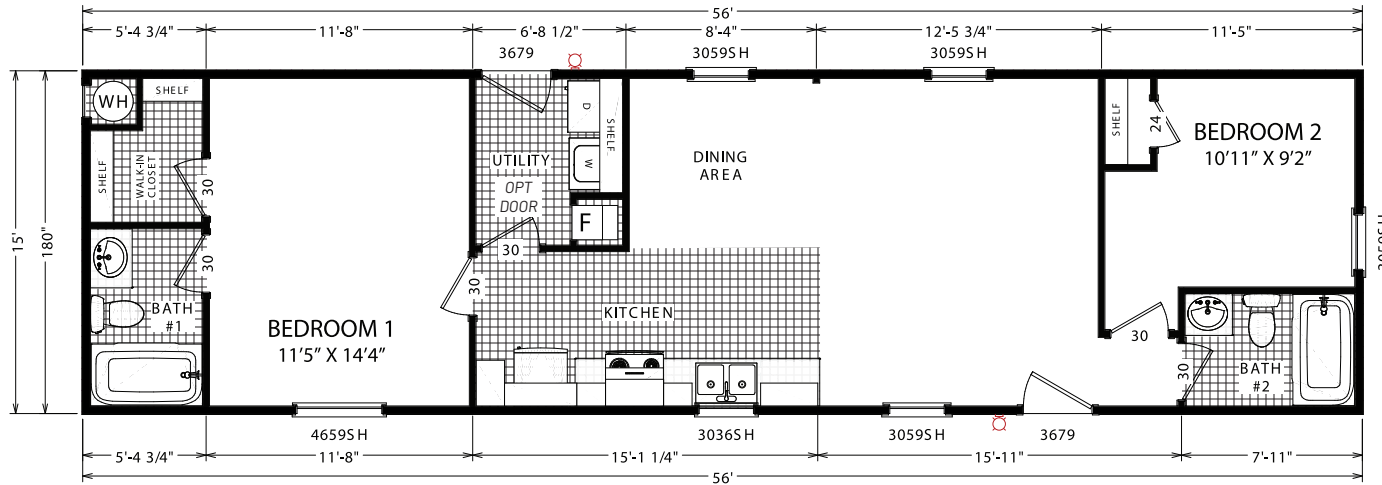 56'
5'-4 3/4" 11'-8" 6'-8 1/2" 8'-4" 12'-5 3/4" 11'-5"
3679 3059SH 3059SH
15'
180"
WH
SHELF
SHELF
WALK-IN
CLOSET
30
30
BATH
#1
BEDROOM 1
11'5" X 14'4"
D
W
SHELF
UTILITY
OPT
DOOR
F
30
30
DINING
AREA
KITCHEN
SHELF
24
BEDROOM 2
10'11" X 9'2"
30
30
BATH
#2
4659SH 3036SH 3059SH 3679
5'-4 3/4" 11'-8" 15'-1 1/4" 15'-11" 7'-11"
56'